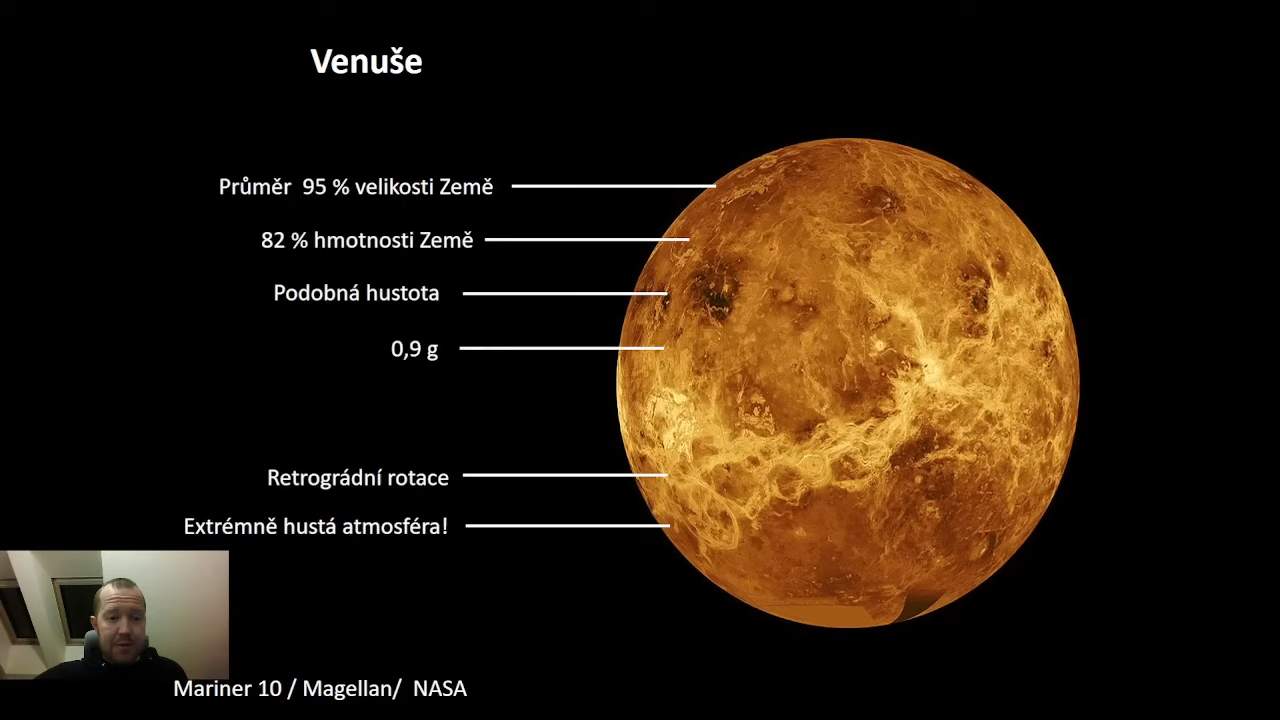 Venuše
Průměr  95 % velikosti Země
82 % hmotnosti Země
Podobná hustota
0,9 g
Retrográdní rotace
Extrémně hustá atmosféra!
Mariner 10 / Magellan/  NASA